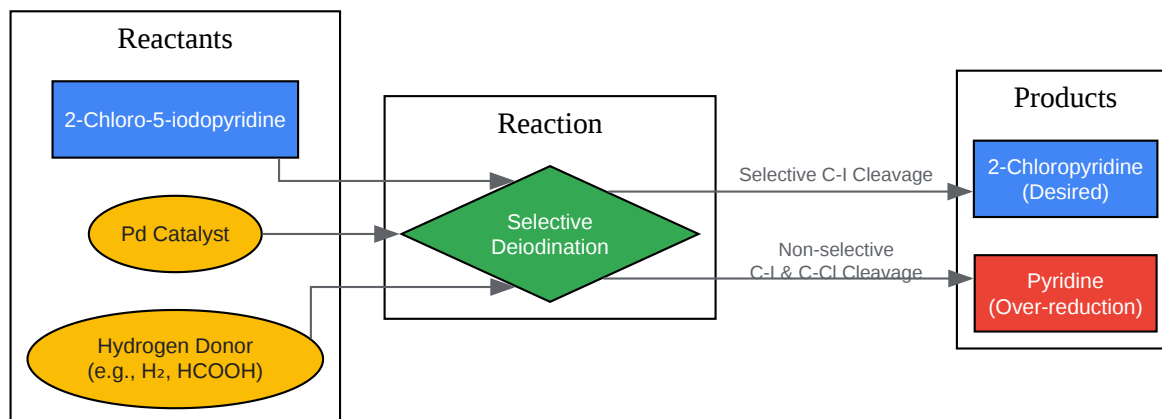 Reactants
2-Chloro-5-iodopyridine
Pd Catalyst
Hydrogen Donor
(e.g., H₂, HCOOH)
Reaction
Selective
Deiodination
Selective C-I Cleavage
Non-selective
C-I & C-Cl Cleavage
Products
2-Chloropyridine
(Desired)
Pyridine
(Over-reduction)